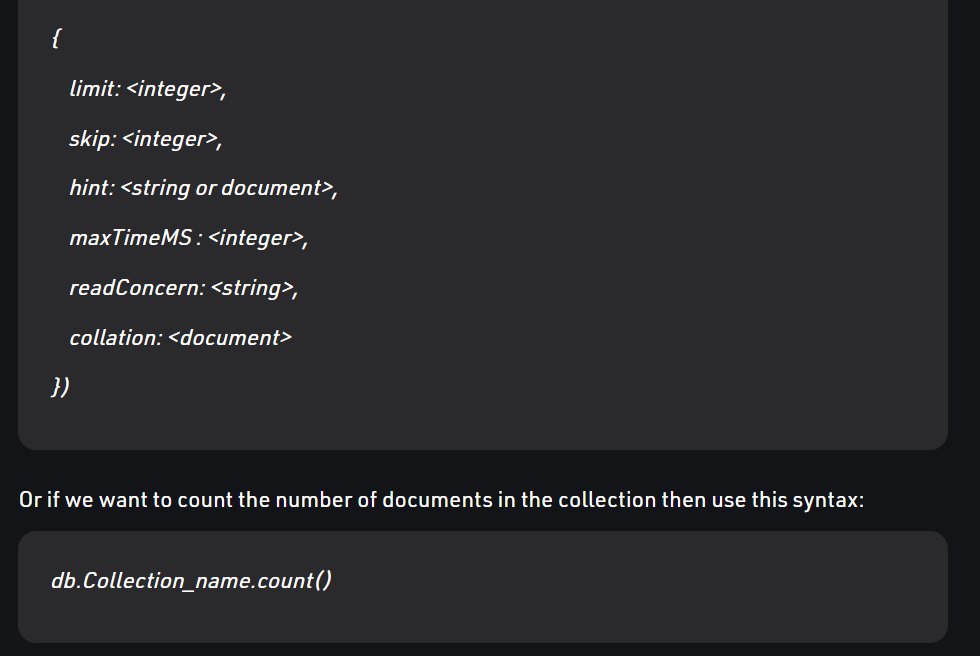 {
limit: <integer>,
skip: <integer>,
hint: <string or document>,
maxTimeMS : <integer>,
readConcern: <string>,
collation: <document>
})
Or if we want to count the number of documents in the collection then use this syntax:
db.Collection_name.count()